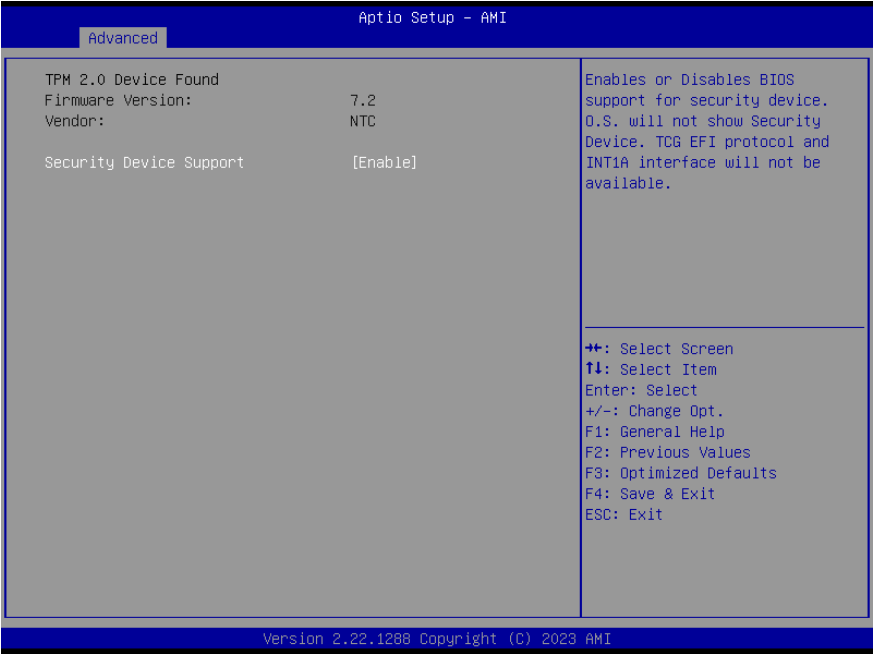 Aptio Setup – AMI
Advanced
TPM 2.0 Device Found
Firmware Version: 7.2
Vendor: NTC
Security Device Support [Enable]
Enables or Disables BIOS
support for security device.
O.S. will not show Security
Device. TCG EFI protocol and
INT1A interface will not be
available.
→←: Select Screen
↑↓: Select Item
Enter: Select
+/-: Change Opt.
F1: General Help
F2: Previous Values
F3: Optimized Defaults
F4: Save & Exit
ESC: Exit
Version 2.22.1288 Copyright (C) 2023 AMI